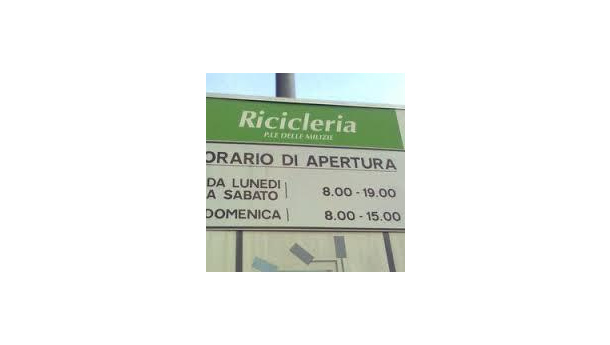 Ricicleria
P.LE DELLE MILIZIE
ORARIO DI APERTURA
DA LUNEDI 8.00 - 19.00
A SABATO
DOMENICA 8.00 - 15.00